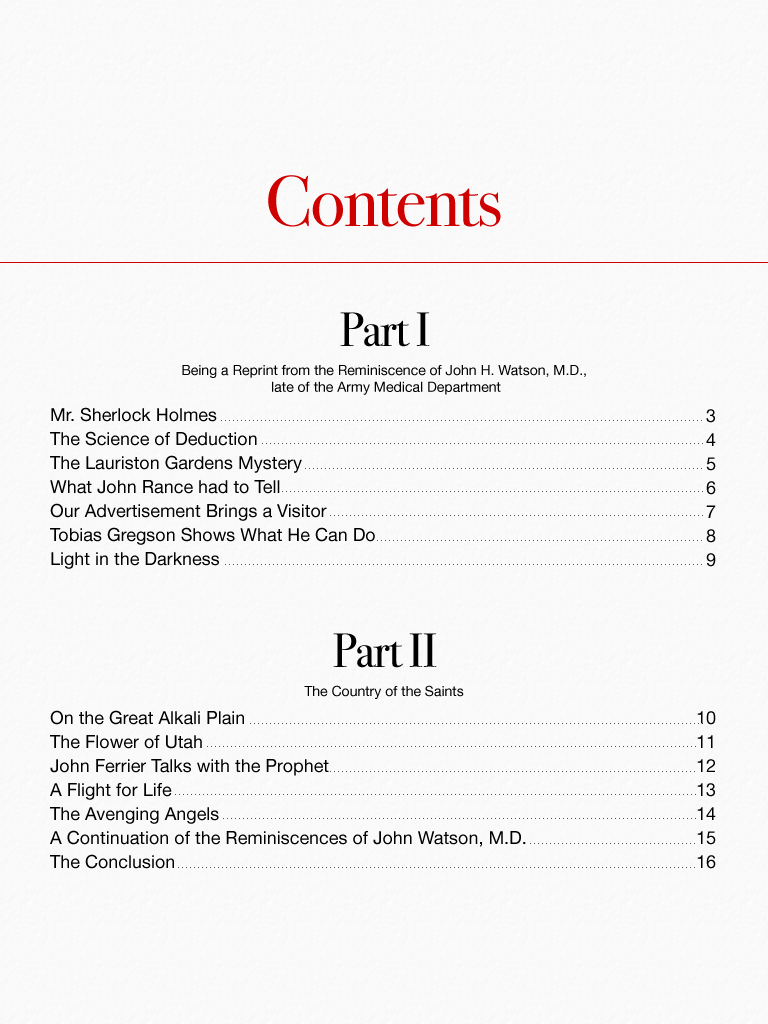 Contents
Part I
Being a Reprint from the Reminiscence of John H. Watson, M.D.,
late of the Army Medical Department
Mr. Sherlock Holmes 3
The Science of Deduction 4
The Lauriston Gardens Mystery 5
What John Rance had to Tell 6
Our Advertisement Brings a Visitor 7
Tobias Gregson Shows What He Can Do 8
Light in the Darkness 9
Part II
The Country of the Saints
On the Great Alkali Plain 10
The Flower of Utah 11
John Ferrier Talks with the Prophet 12
A Flight for Life 13
The Avenging Angels 14
A Continuation of the Reminiscences of John Watson, M.D. 15
The Conclusion 16